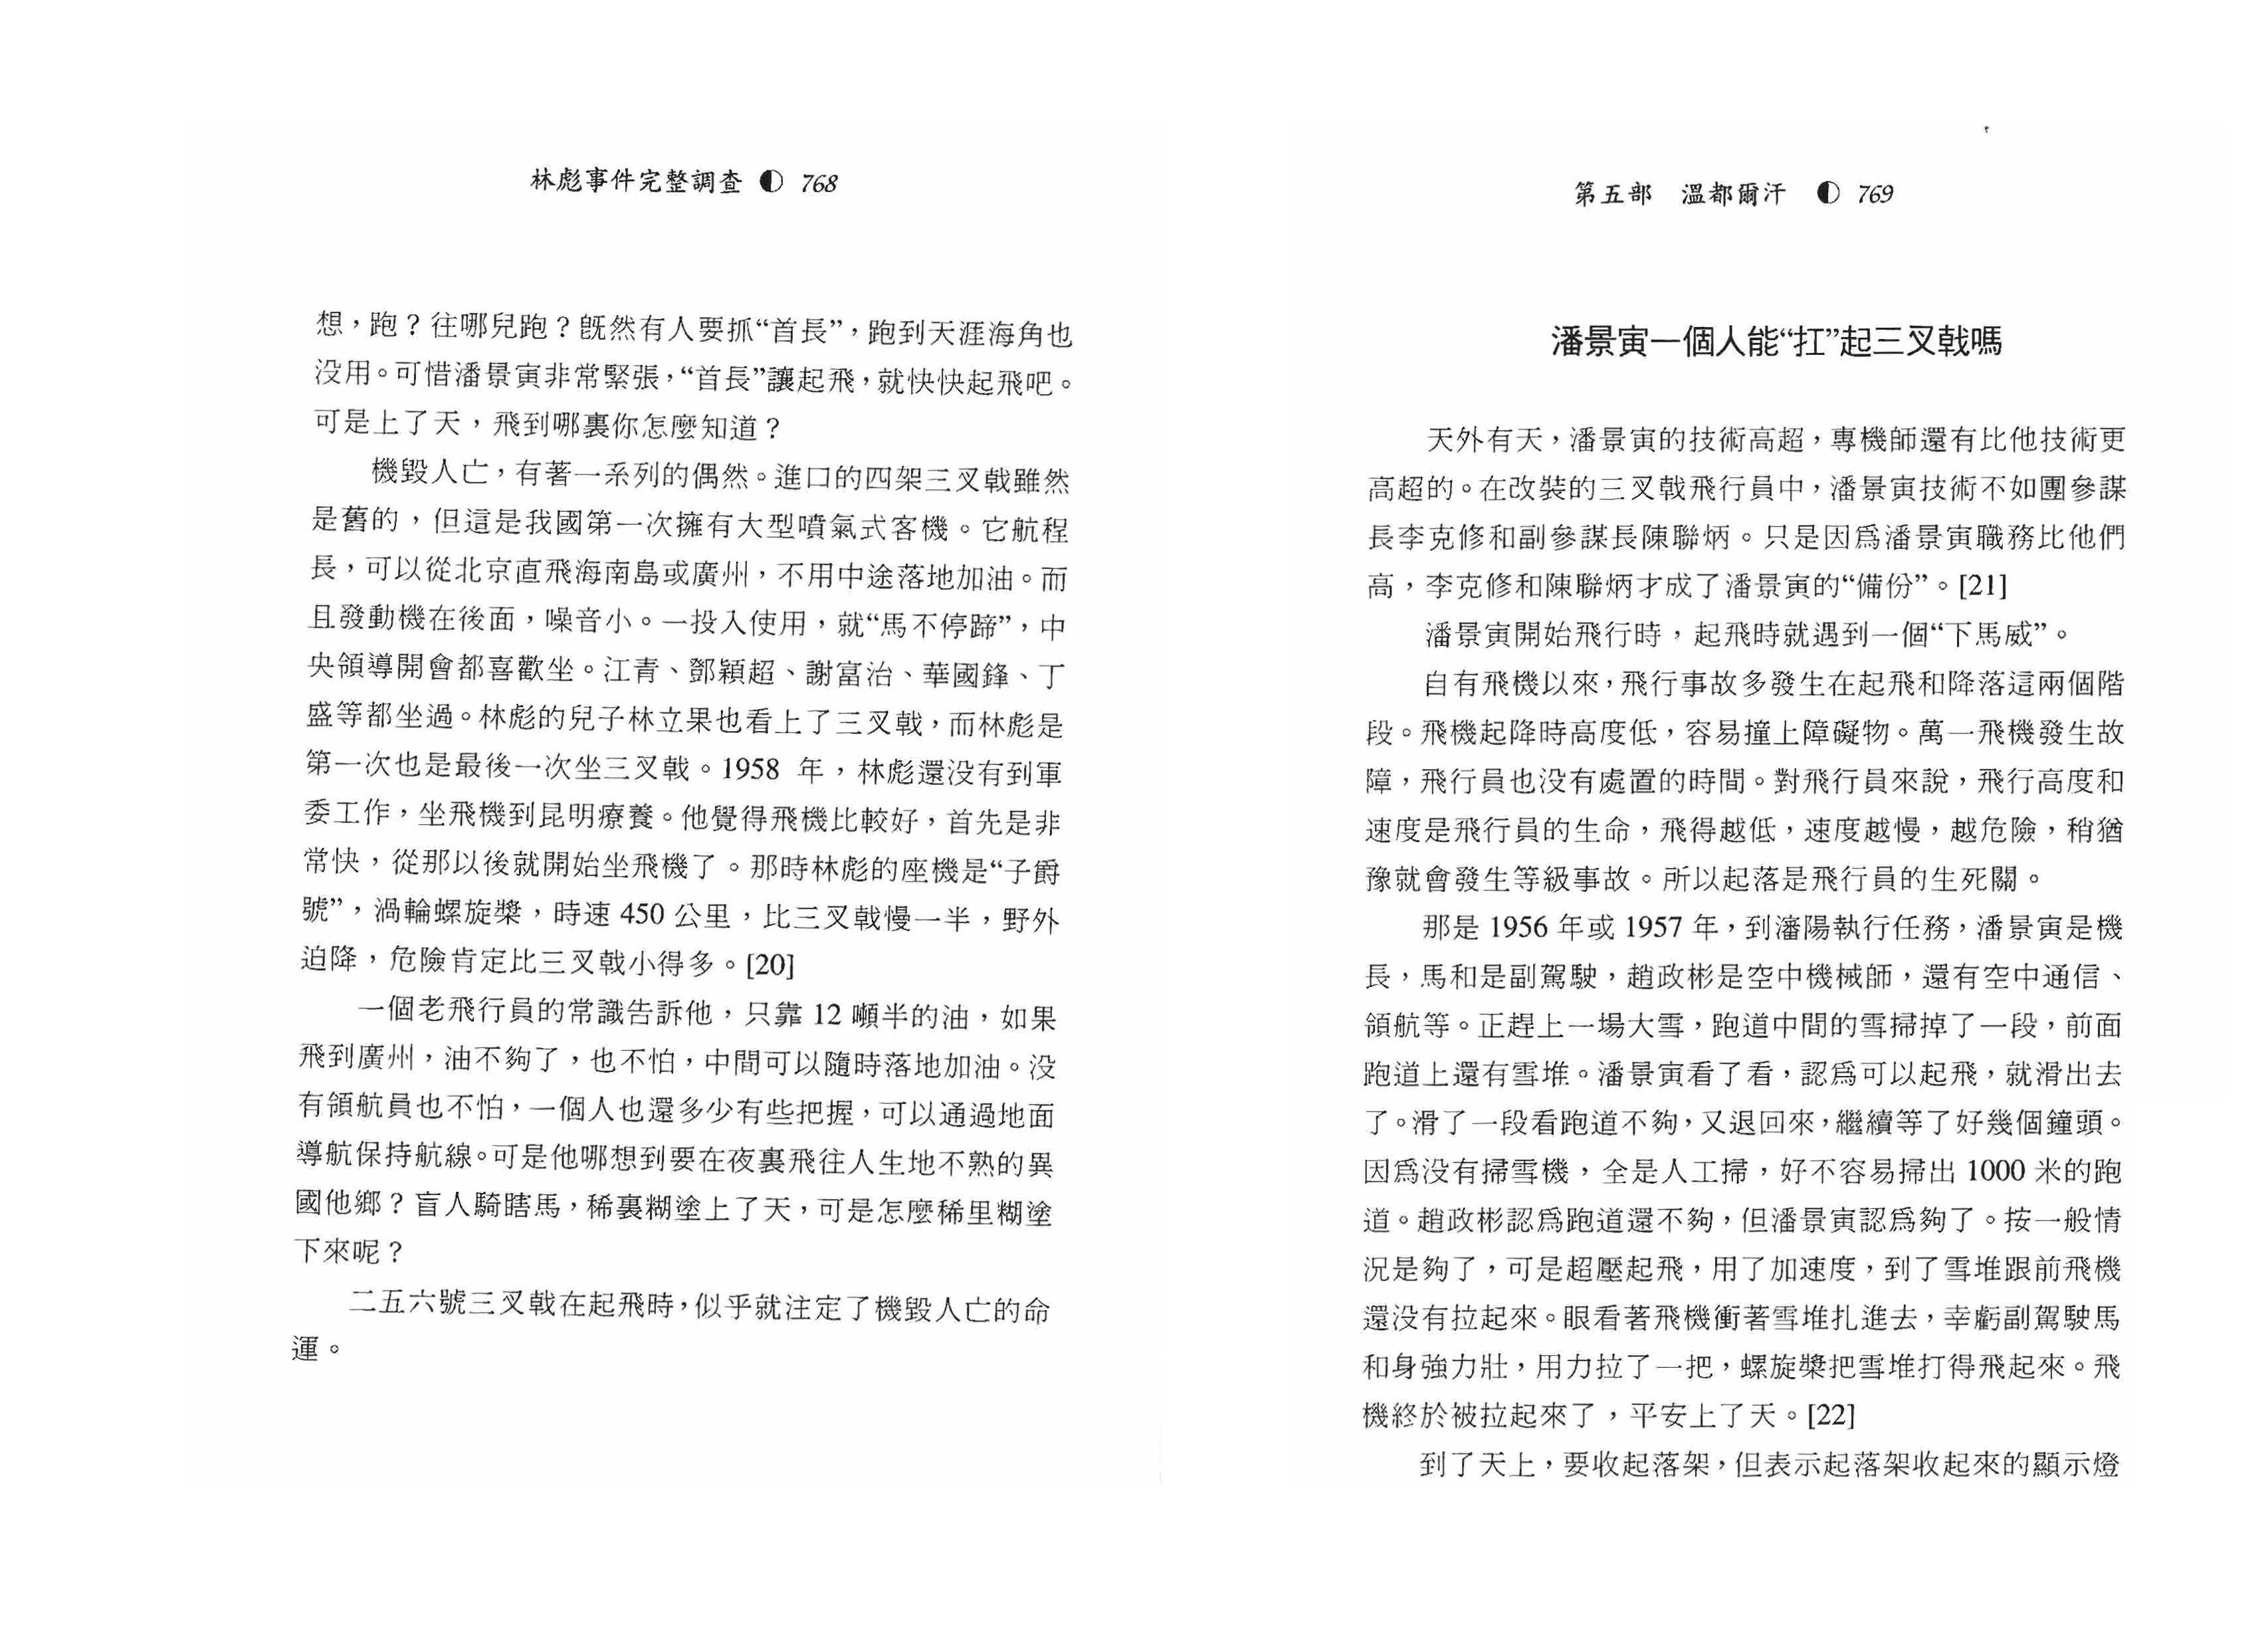 林彪事件完整調查 ◐ 768
想，跑？往哪兒跑？既然有人要抓“首長”，跑到天涯海角也
没用。可惜潘景寅非常緊張，“首長”讓起飛，就快快起飛吧。
可是上了天，飛到哪裏你怎麼知道？
機毀人亡，有著一系列的偶然。進口的四架三叉戟雖然
是舊的，但這是我國第一次擁有大型噴氣式客機。它航程
長，可以從北京直飛海南島或廣州，不用中途落地加油。而
且發動機在後面，噪音小。一投入使用，就“馬不停蹄”，中
央領導開會都喜歡坐。江青、鄧穎超、謝富治、華國鋒、丁
盛等都坐過。林彪的兒子林立果也看上了三叉戟，而林彪是
第一次也是最後一次坐三叉戟。1958 年，林彪還没有到軍
委工作，坐飛機到昆明療養。他覺得飛機比較好，首先是非
常快，從那以後就開始坐飛機了。那時林彪的座機是“子爵
號”，渦輪螺旋槳，時速 450 公里，比三叉戟慢一半，野外
迫降，危險肯定比三叉戟小得多。[20]
一個老飛行員的常識告訴他，只靠 12 噸半的油，如果
飛到廣州，油不夠了，也不怕，中間可以隨時落地加油。没
有領航員也不怕，一個人也還多少有些把握，可以通過地面
導航保持航線。可是他哪想到要在夜裏飛往人生地不熟的異
國他鄉？盲人騎瞎馬，稀裏糊塗上了天，可是怎麼稀里糊塗
下來呢？
二五六號三叉戟在起飛時，似乎就注定了機毀人亡的命
運。
第五部 溫都爾汗 ◐ 769
潘景寅一個人能“扛”起三叉戟嗎
天外有天，潘景寅的技術高超，專機師還有比他技術更
高超的。在改裝的三叉戟飛行員中，潘景寅技術不如團參謀
長李克修和副參謀長陳聯炳。只是因爲潘景寅職務比他們
高，李克修和陳聯炳才成了潘景寅的“備份”。[21]
潘景寅開始飛行時，起飛時就遇到一個“下馬威”。
自有飛機以來，飛行事故多發生在起飛和降落這兩個階
段。飛機起降時高度低，容易撞上障礙物。萬一飛機發生故
障，飛行員也没有處置的時間。對飛行員來說，飛行高度和
速度是飛行員的生命，飛得越低，速度越慢，越危險，稍猶
豫就會發生等級事故。所以起落是飛行員的生死關。
那是 1956 年或 1957 年，到瀋陽執行任務，潘景寅是機
長，馬和是副駕駛，趙政彬是空中機械師，還有空中通信、
領航等。正趕上一場大雪，跑道中間的雪掃掉了一段，前面
跑道上還有雪堆。潘景寅看了看，認爲可以起飛，就滑出去
了。滑了一段看跑道不夠，又退回來，繼續等了好幾個鐘頭。
因爲没有掃雪機，全是人工掃，好不容易掃出 1000 米的跑
道。趙政彬認爲跑道還不夠，但潘景寅認爲夠了。按一般情
況是夠了，可是超壓起飛，用了加速度，到了雪堆跟前飛機
還没有拉起來。眼看著飛機衝著雪堆扎進去，幸虧副駕駛馬
和身強力壯，用力拉了一把，螺旋槳把雪堆打得飛起來。飛
機終於被拉起來了，平安上了天。[22]
到了天上，要收起落架，但表示起落架收起來的顯示燈